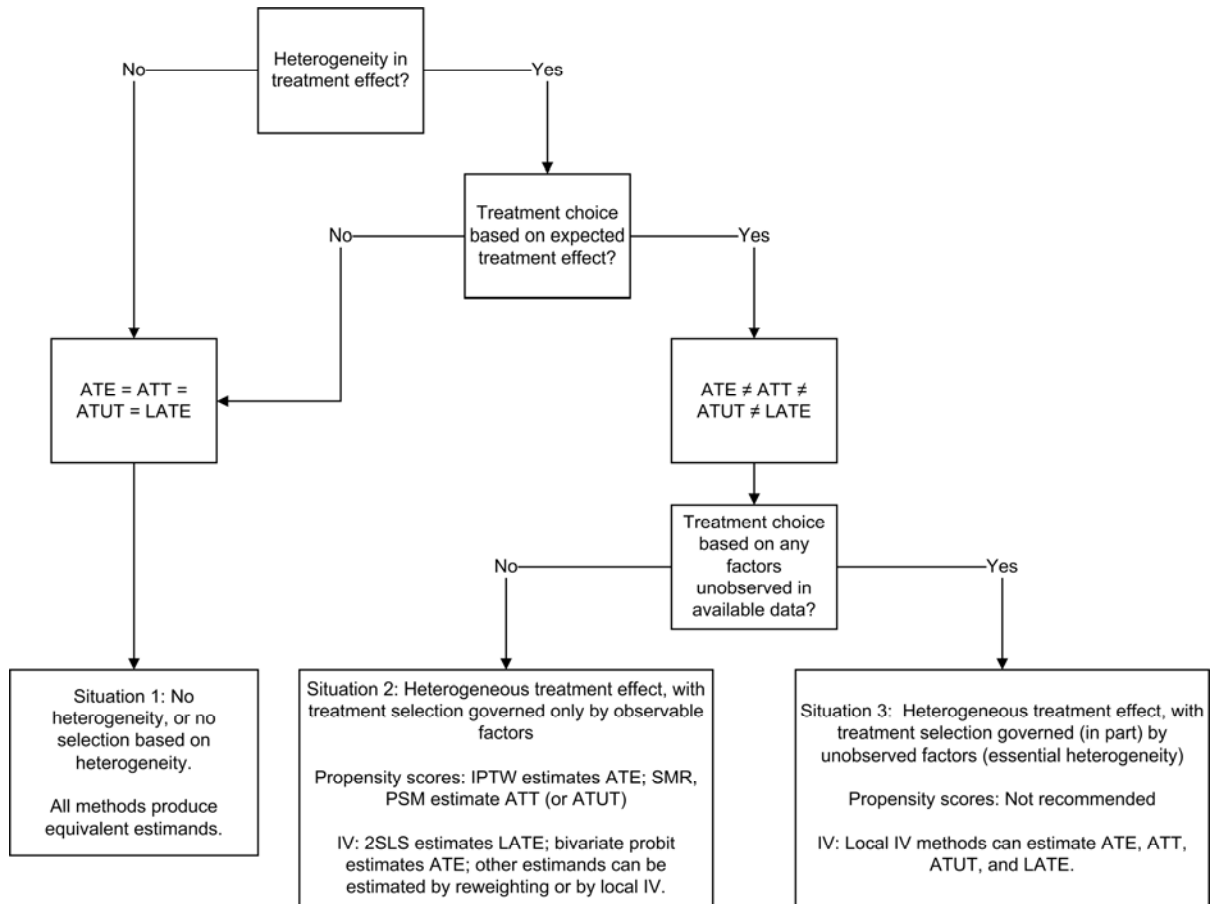 Heterogeneity in
treatment effect?
No
Yes
Treatment choice
based on expected
treatment effect?
No
Yes
ATE = ATT =
ATUT = LATE
ATE ≠ ATT ≠
ATUT ≠ LATE
Treatment choice
based on any
factors
unobserved in
available data?
No
Yes
Situation 1: No
heterogeneity, or no
selection based on
heterogeneity.
All methods produce
equivalent estimands.
Situation 2: Heterogeneous treatment effect, with
treatment selection governed only by observable
factors
Propensity scores: IPTW estimates ATE; SMR,
PSM estimate ATT (or ATUT)
IV: 2SLS estimates LATE; bivariate probit
estimates ATE; other estimands can be
estimated by reweighting or by local IV.
Situation 3: Heterogeneous treatment effect, with
treatment selection governed (in part) by
unobserved factors (essential heterogeneity)
Propensity scores: Not recommended
IV: Local IV methods can estimate ATE, ATT,
ATUT, and LATE.